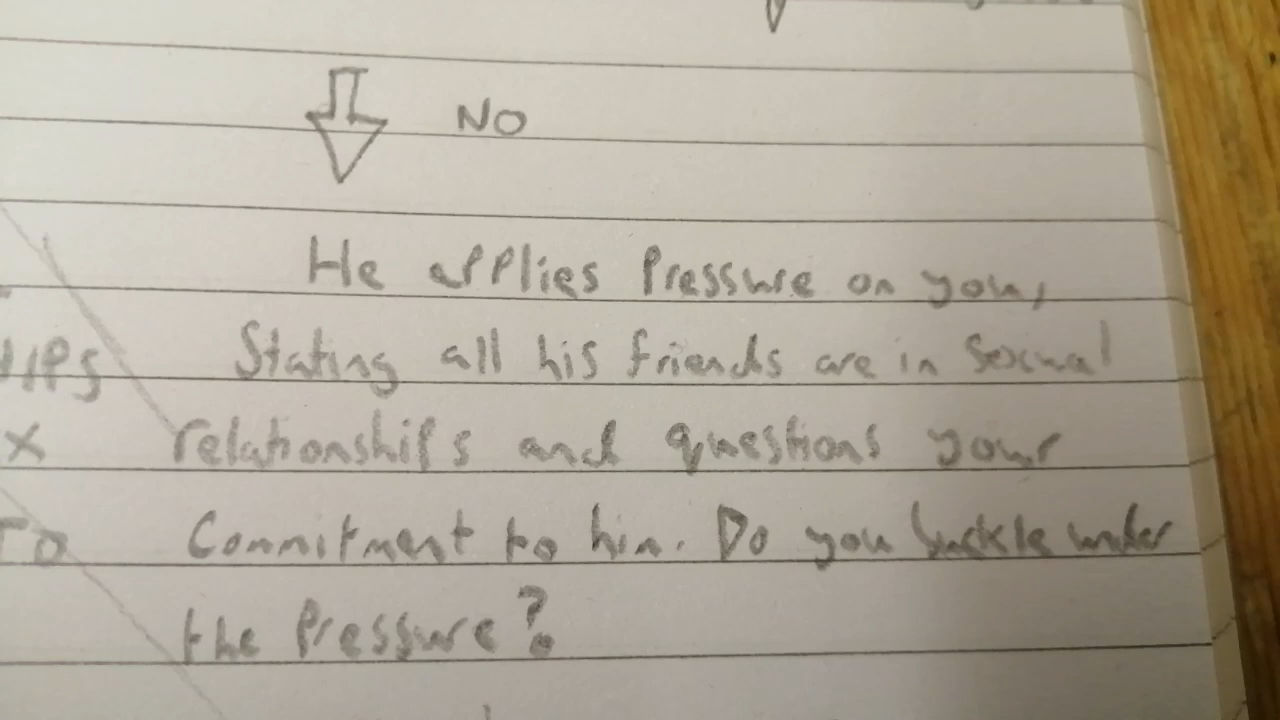 NO
He applies Pressure on you,
Stating all his friends are in Sexual
relationships and questions your
x
Commitment to him. Do you buckle under
To
the Pressure?